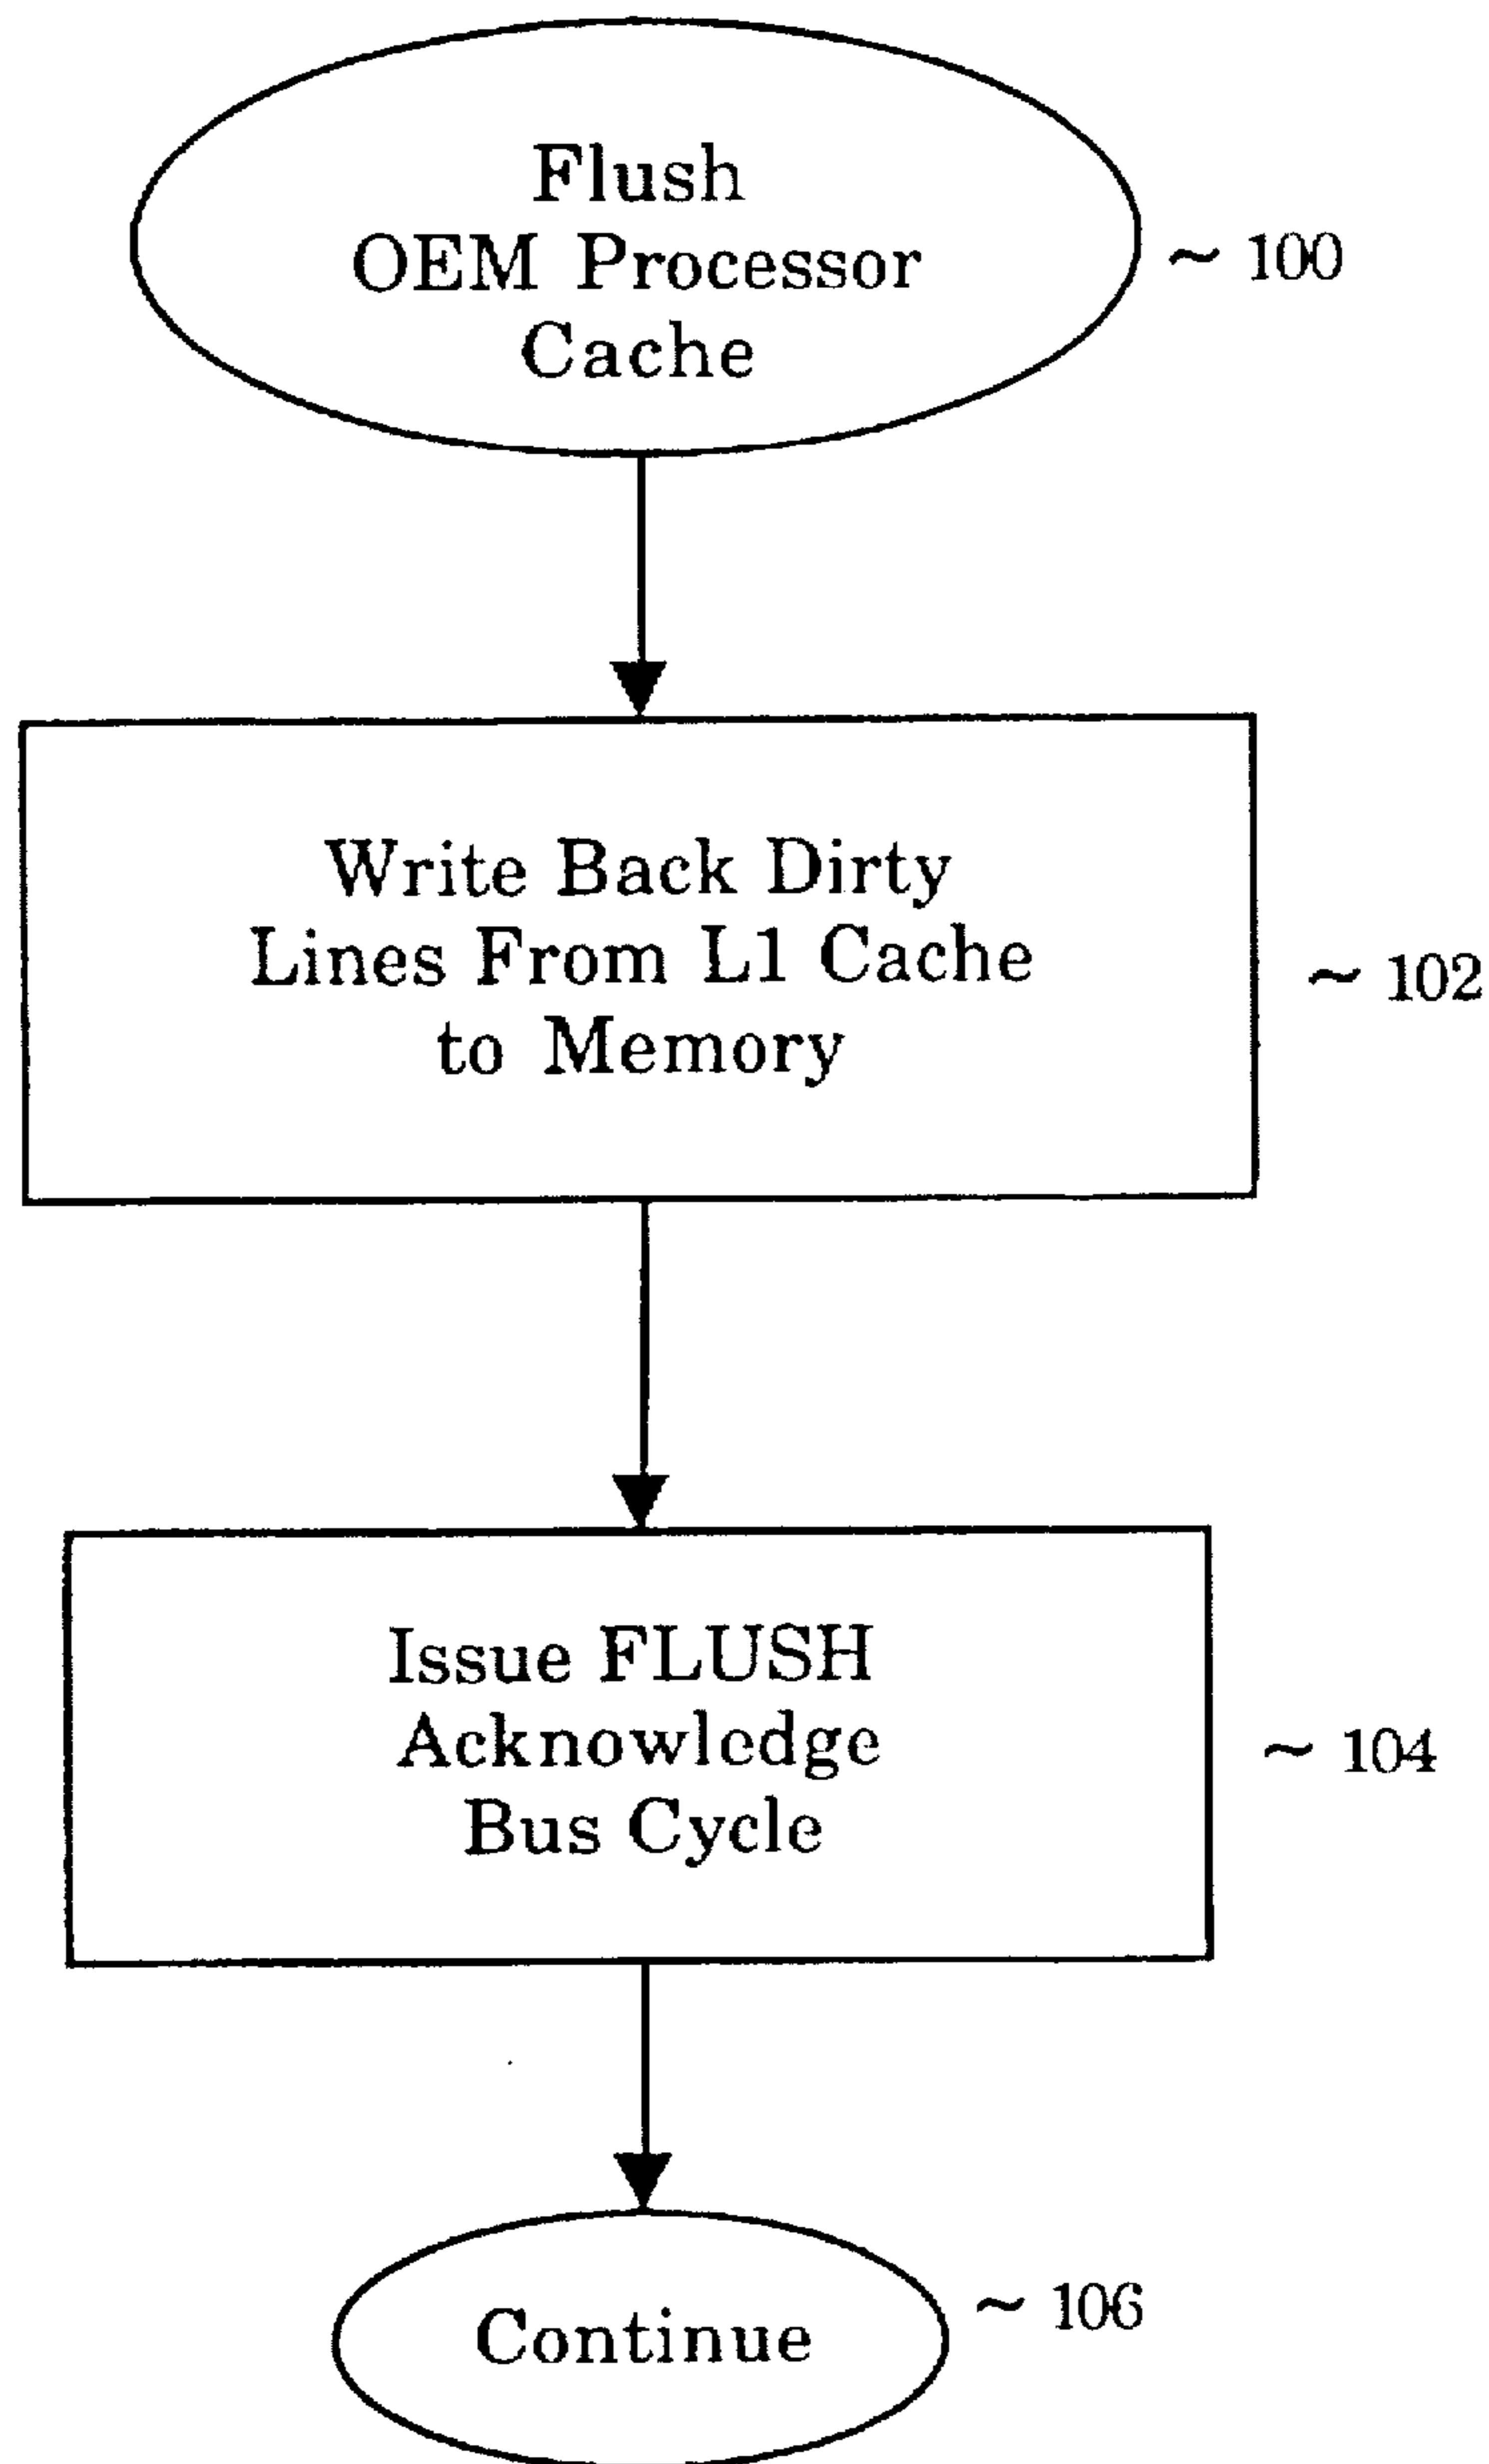 Flush
OEM Processor
Cache
~ 100
Write Back Dirty
Lines From L1 Cache
to Memory
~ 102
Issue FLUSH
Acknowledge
Bus Cycle
~ 104
Continue
~ 106